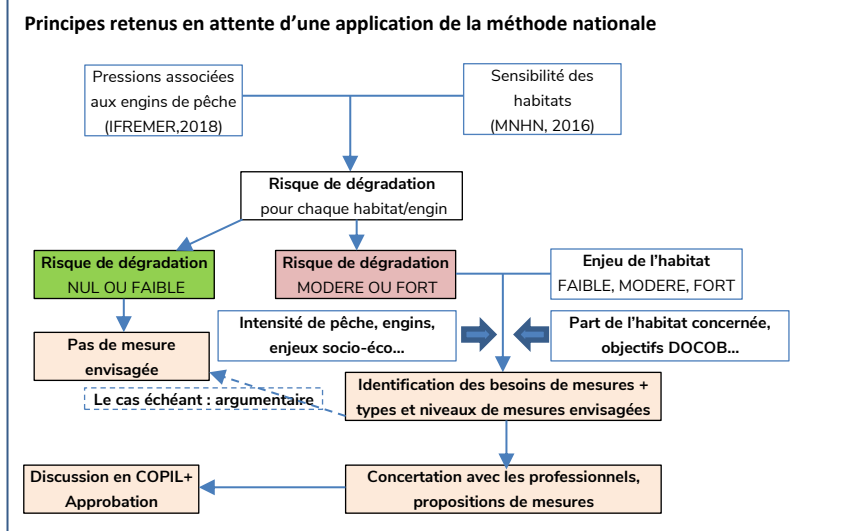 Principes retenus en attente d’une application de la méthode nationale
Pressions associées
aux engins de pêche
(IFREMER,2018)
Sensibilité des
habitats
(MNHN, 2016)
Risque de dégradation
pour chaque habitat/engin
Risque de dégradation
NUL OU FAIBLE
Risque de dégradation
MODERE OU FORT
Enjeu de l’habitat
FAIBLE, MODERE, FORT
Intensité de pêche, engins,
enjeux socio-éco...
Part de l’habitat concernée,
objectifs DOCOB...
Pas de mesure
envisagée
Le cas échéant : argumentaire
Identification des besoins de mesures +
types et niveaux de mesures envisagées
Discussion en COPIL+
Approbation
Concertation avec les professionnels,
propositions de mesures